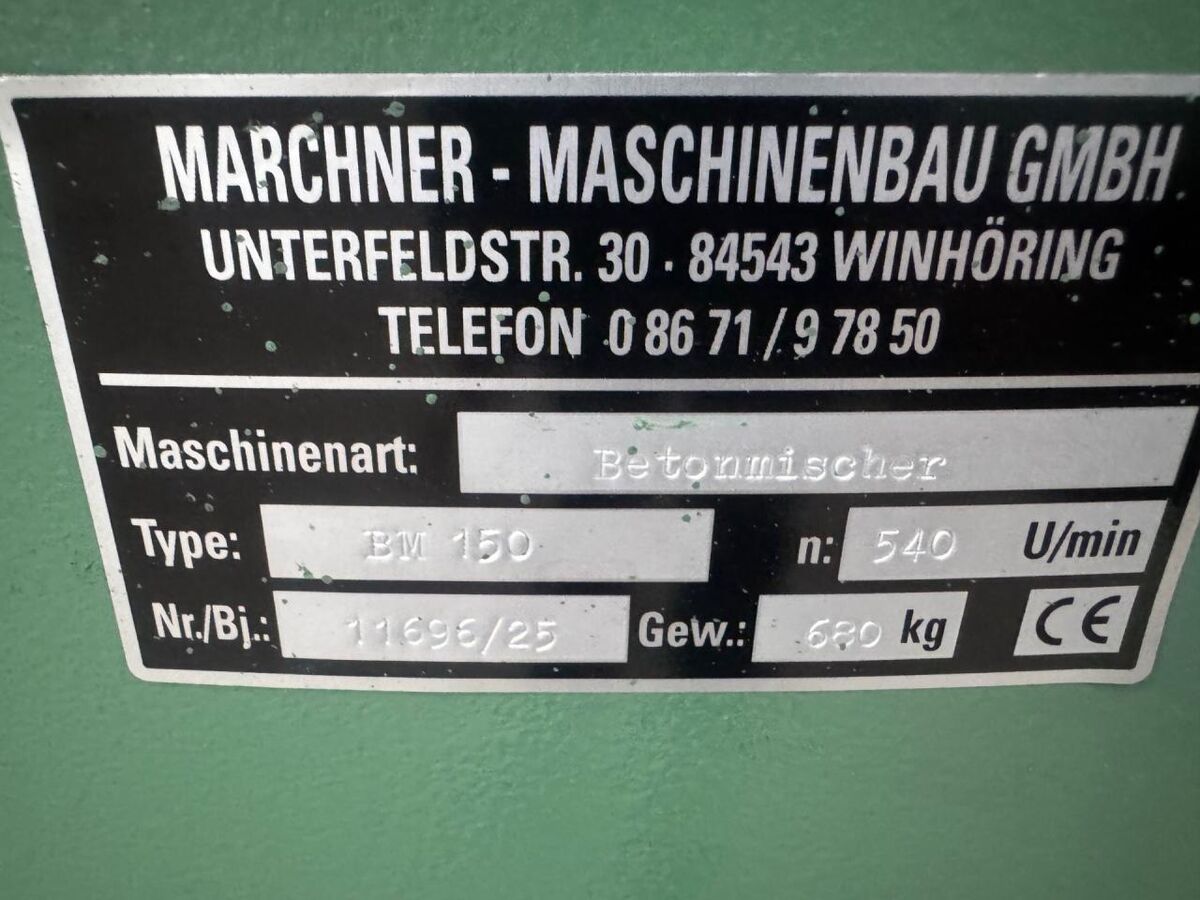 MARCHNER - MASCHINENBAU GMBH
UNTERFELDSTR. 30 · 84543 WINHÖRING
TELEFON 0 86 71 / 9 78 50
Maschinenart: Betonmischer
Type: BM 150 n: 540 U/min
Nr./Bj.: 11696/25 Gew.: 680 kg CE